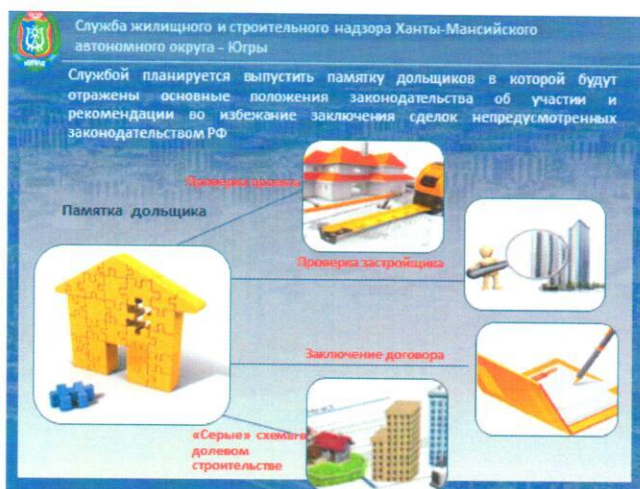 Служба жилищного и строительного надзора Ханты-Мансийского
автономного округа - Югры
Службой планируется выпустить памятку дольщиков в которой будут
отражены основные положения законодательства об участии и
рекомендации во избежание заключения сделок непредусмотренных
законодательством РФ
Проверка проекта
Памятка дольщика
Проверка застройщика
Заключение договора
«Серые» схемы
долевом
строительстве